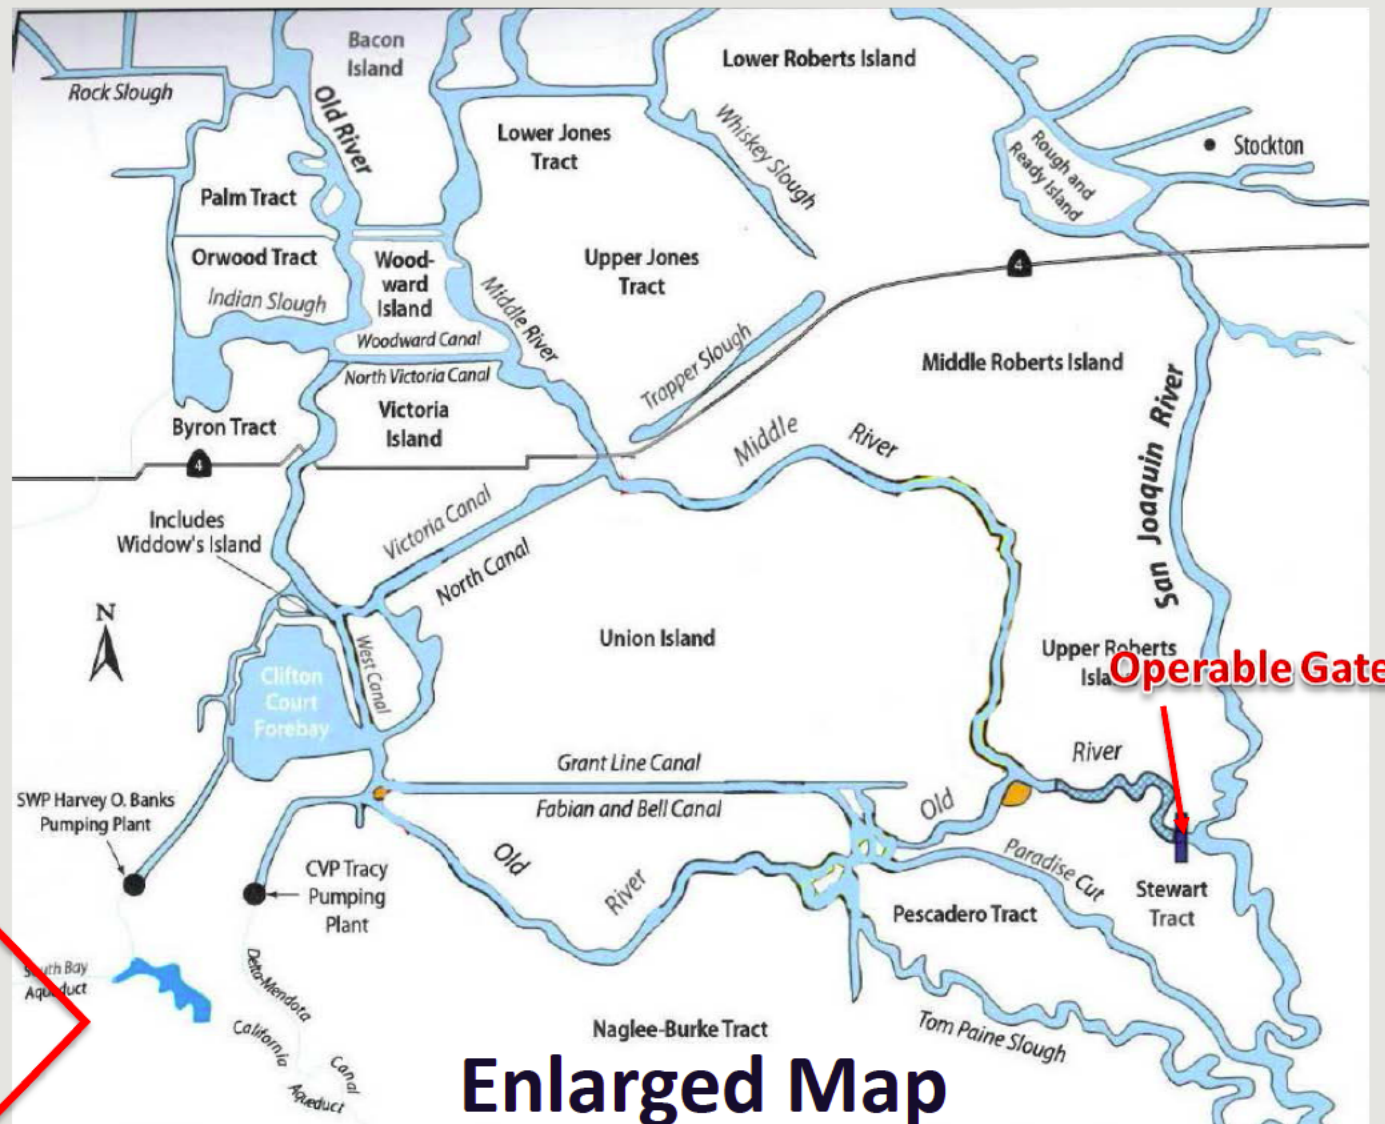 Bacon
Island
Lower Roberts Island
Rock Slough
Old River
Lower Jones
Tract
Whiskey Slough
Rough and
Ready Island
Stockton
Palm Tract
Orwood Tract
Wood-
ward
Island
Upper Jones
Tract
4
Indian Slough
Middle River
Woodward Canal
North Victoria Canal
Trapper Slough
Middle Roberts Island
San Joaquin River
Victoria
Island
Byron Tract
4
Middle River
Includes
Widdow's Island
Victoria Canal
North Canal
N
Union Island
West Canal
Upper Roberts
Operable Gate
Clifton
Court
Forebay
Grant Line Canal
River
SWP Harvey O. Banks
Pumping Plant
Fabian and Bell Canal
Old
Old
River
Paradise Cut
CVP Tracy
Pumping
Plant
Stewart
Tract
Pescadero Tract
South Bay
Aqueduct
Delta-Mendota
Canal
California
Aqueduct
Naglee-Burke Tract
Tom Paine Slough
Enlarged Map